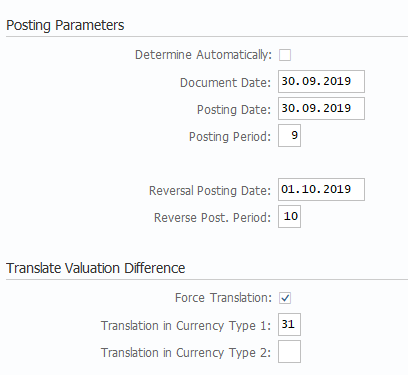 Posting Parameters
Determine Automatically:
Document Date: 30.09.2019
Posting Date: 30.09.2019
Posting Period: 9
Reversal Posting Date: 01.10.2019
Reverse Post. Period: 10
Translate Valuation Difference
Force Translation:
Translation in Currency Type 1: 31
Translation in Currency Type 2: